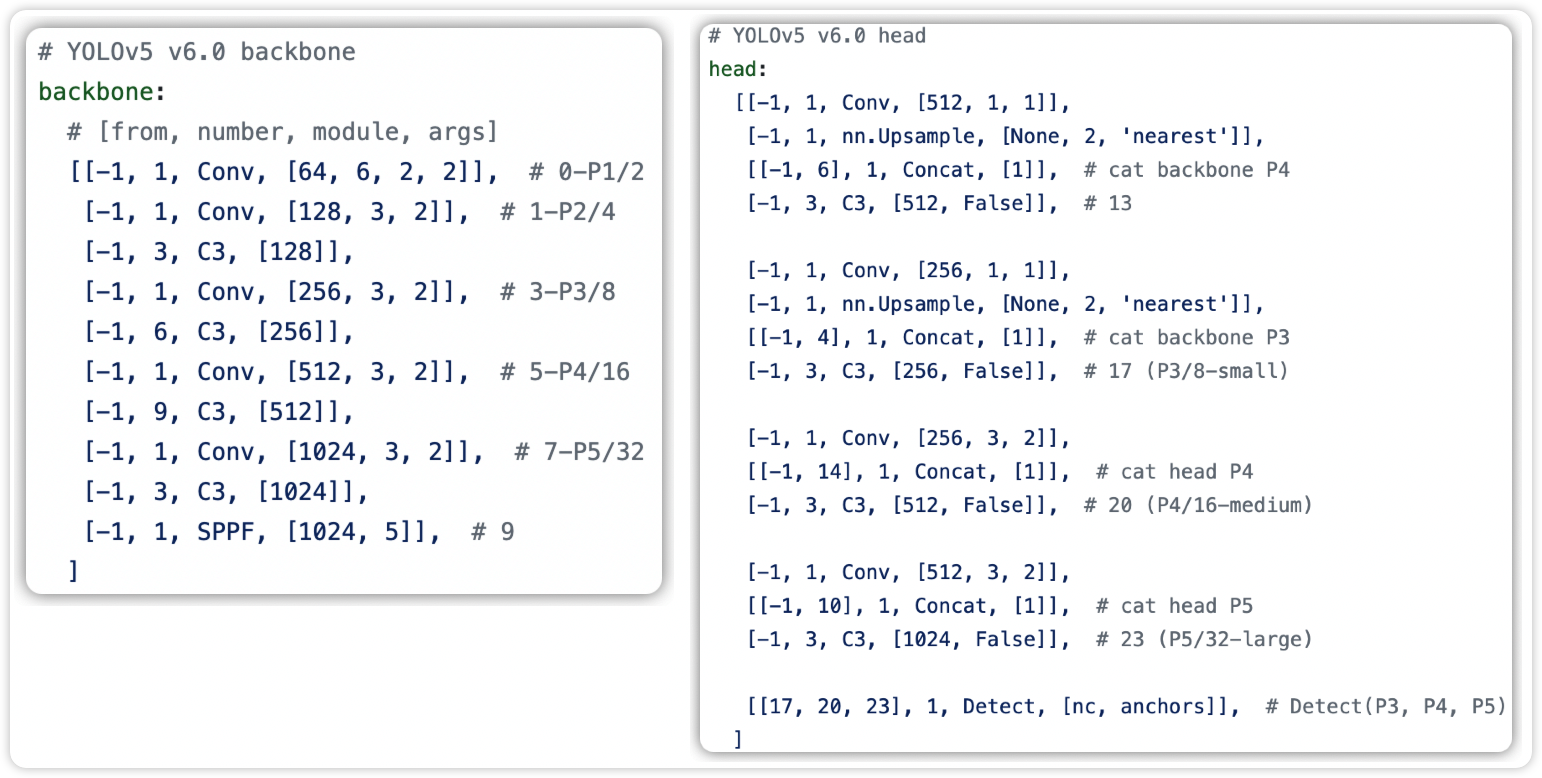 # YOLOv5 v6.0 backbone
backbone:
  # [from, number, module, args]
  [[-1, 1, Conv, [64, 6, 2, 2]],  # 0-P1/2
   [-1, 1, Conv, [128, 3, 2]],  # 1-P2/4
   [-1, 3, C3, [128]],
   [-1, 1, Conv, [256, 3, 2]],  # 3-P3/8
   [-1, 6, C3, [256]],
   [-1, 1, Conv, [512, 3, 2]],  # 5-P4/16
   [-1, 9, C3, [512]],
   [-1, 1, Conv, [1024, 3, 2]],  # 7-P5/32
   [-1, 3, C3, [1024]],
   [-1, 1, SPPF, [1024, 5]],  # 9
  ]
# YOLOv5 v6.0 head
head:
  [[-1, 1, Conv, [512, 1, 1]],
   [-1, 1, nn.Upsample, [None, 2, 'nearest']],
   [[-1, 6], 1, Concat, [1]],  # cat backbone P4
   [-1, 3, C3, [512, False]],  # 13
   [-1, 1, Conv, [256, 1, 1]],
   [-1, 1, nn.Upsample, [None, 2, 'nearest']],
   [[-1, 4], 1, Concat, [1]],  # cat backbone P3
   [-1, 3, C3, [256, False]],  # 17 (P3/8-small)
   [-1, 1, Conv, [256, 3, 2]],
   [[-1, 14], 1, Concat, [1]],  # cat head P4
   [-1, 3, C3, [512, False]],  # 20 (P4/16-medium)
   [-1, 1, Conv, [512, 3, 2]],
   [[-1, 10], 1, Concat, [1]],  # cat head P5
   [-1, 3, C3, [1024, False]],  # 23 (P5/32-large)
   [[17, 20, 23], 1, Detect, [nc, anchors]],  # Detect(P3, P4, P5)
  ]